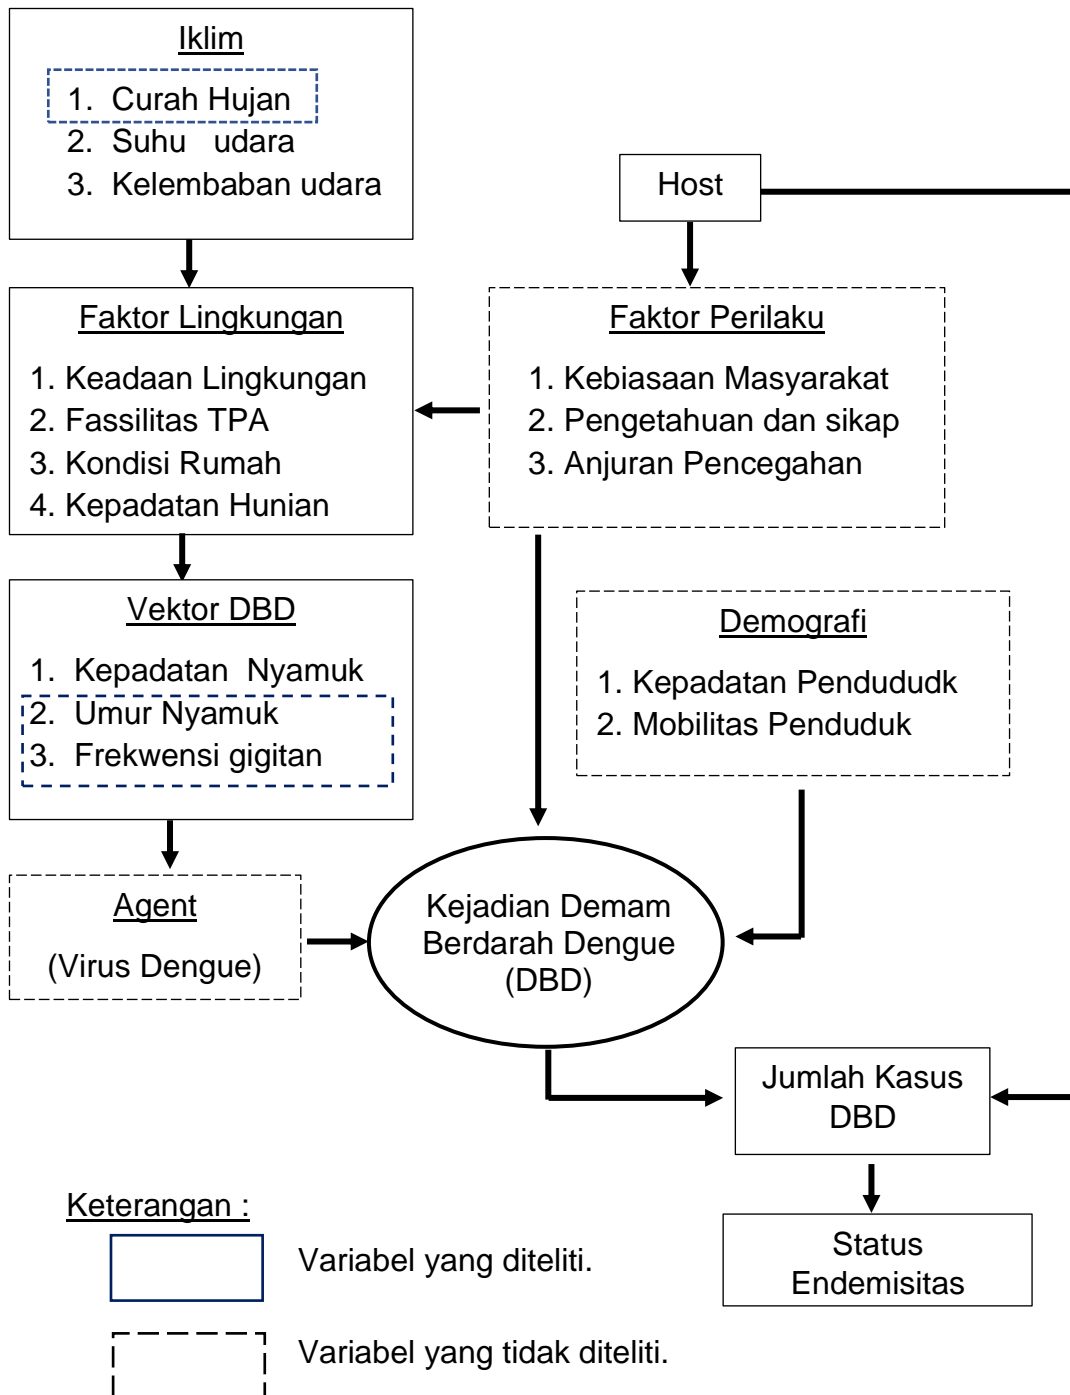 Iklim
1. Curah Hujan
2. Suhu udara
3. Kelembaban udara
Host
Faktor Lingkungan
1. Keadaan Lingkungan
2. Fassilitas TPA
3. Kondisi Rumah
4. Kepadatan Hunian
Faktor Perilaku
1. Kebiasaan Masyarakat
2. Pengetahuan dan sikap
3. Anjuran Pencegahan
Vektor DBD
1. Kepadatan Nyamuk
2. Umur Nyamuk
3. Frekwensi gigitan
Demografi
1. Kepadatan Pendududk
2. Mobilitas Penduduk
Agent
(Virus Dengue)
Kejadian Demam
Berdarah Dengue
(DBD)
Jumlah Kasus
DBD
Status
Endemisitas
Keterangan :
Variabel yang diteliti.
Variabel yang tidak diteliti.